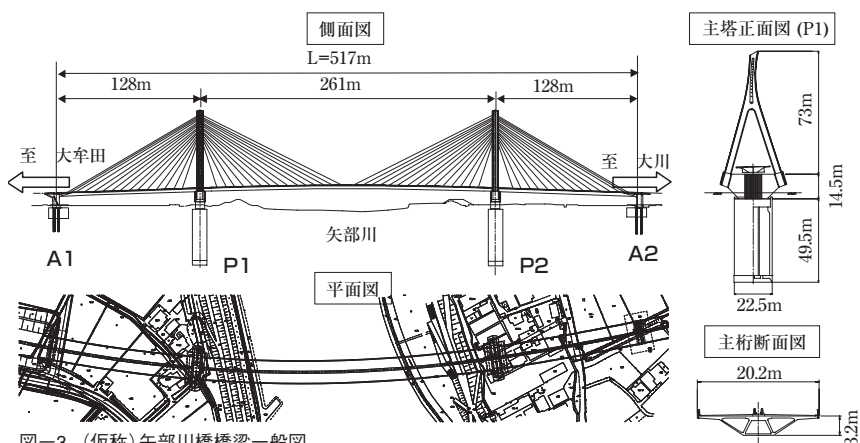 側面図
L=517m
128m
261m
128m
至 大牟田
至 大川
矢部川
A1
P1
P2
A2
平面図
図-3 (仮称)矢部川橋橋梁一般図
主塔正面図 (P1)
73m
14.5m
49.5m
22.5m
主桁断面図
20.2m
3.2m